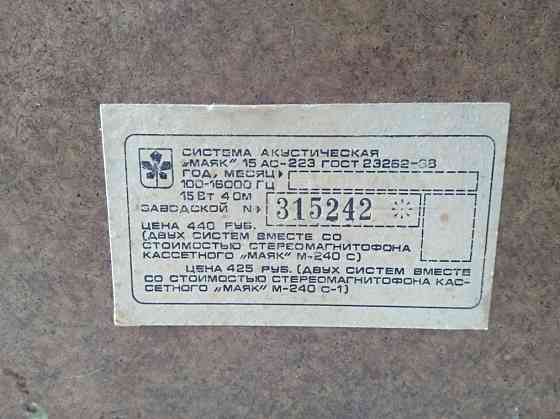 СИСТЕМА АКУСТИЧЕСКАЯ
„МАЯК" 15 АС-223 ГОСТ 23262-88
ГОД, МЕСЯЦ
100-16000 ГЦ
15 ВТ 4 ОМ
ЗАВОДСКОЙ N 315242 *
ЦЕНА 440 РУБ.
(ДВУХ СИСТЕМ ВМЕСТЕ СО
СТОИМОСТЬЮ СТЕРЕОМАГНИТОФОНА
КАССЕТНОГО „МАЯК" М-240 С)
ЦЕНА 425 РУБ. (ДВУХ СИСТЕМ ВМЕСТЕ
СО СТОИМОСТЬЮ СТЕРЕОМАГНИТОФОНА КАС-
СЕТНОГО „МАЯК" М-240 С-1)